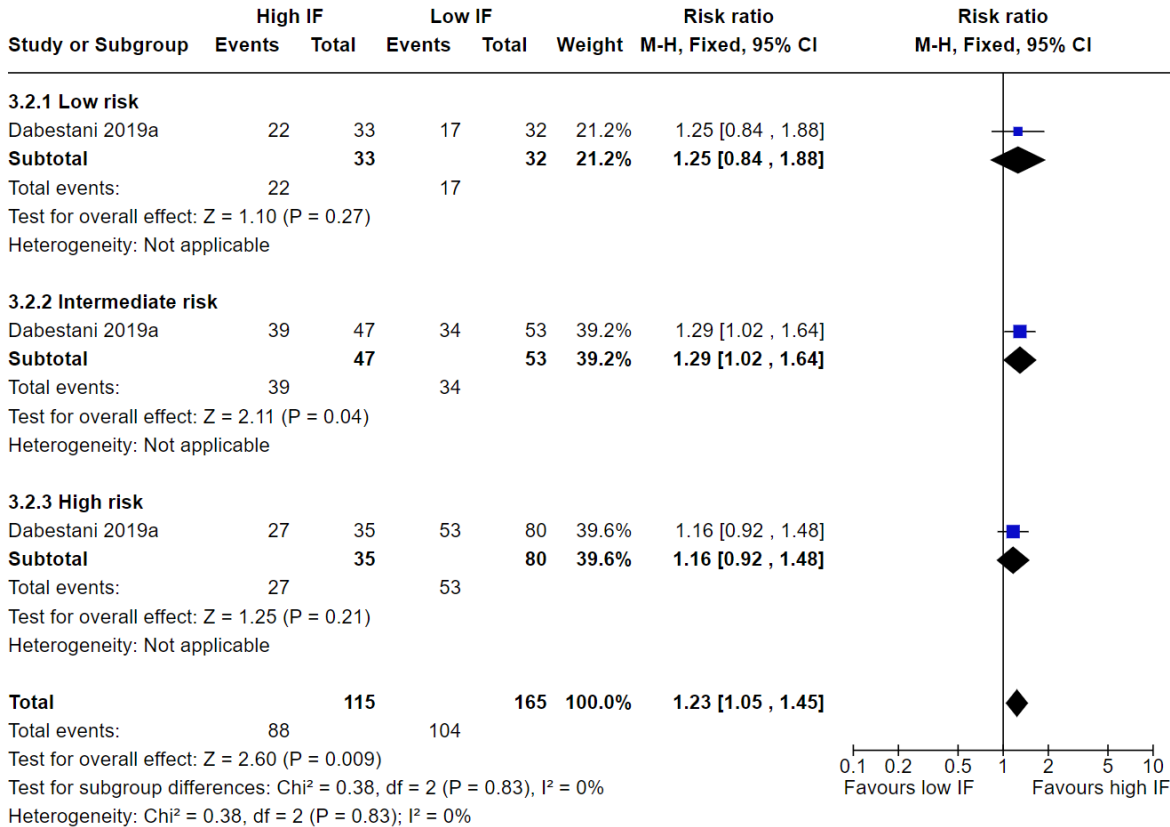 High IF Low IF Risk ratio Risk ratio
Study or Subgroup Events Total Events Total Weight M-H, Fixed, 95% CI M-H, Fixed, 95% CI
3.2.1 Low risk
Dabestani 2019a 22 33 17 32 21.2% 1.25 [0.84 , 1.88]
Subtotal 33 32 21.2% 1.25 [0.84 , 1.88]
Total events: 22 17
Test for overall effect: Z = 1.10 (P = 0.27)
Heterogeneity: Not applicable
3.2.2 Intermediate risk
Dabestani 2019a 39 47 34 53 39.2% 1.29 [1.02 , 1.64]
Subtotal 47 53 39.2% 1.29 [1.02 , 1.64]
Total events: 39 34
Test for overall effect: Z = 2.11 (P = 0.04)
Heterogeneity: Not applicable
3.2.3 High risk
Dabestani 2019a 27 35 53 80 39.6% 1.16 [0.92 , 1.48]
Subtotal 35 80 39.6% 1.16 [0.92 , 1.48]
Total events: 27 53
Test for overall effect: Z = 1.25 (P = 0.21)
Heterogeneity: Not applicable
Total 115 165 100.0% 1.23 [1.05 , 1.45]
Total events: 88 104
Test for overall effect: Z = 2.60 (P = 0.009)
Test for subgroup differences: Chi² = 0.38, df = 2 (P = 0.83), I² = 0%
Heterogeneity: Chi² = 0.38, df = 2 (P = 0.83); I² = 0%
0.1 0.2 0.5 1 2 5 10
Favours low IF Favours high IF